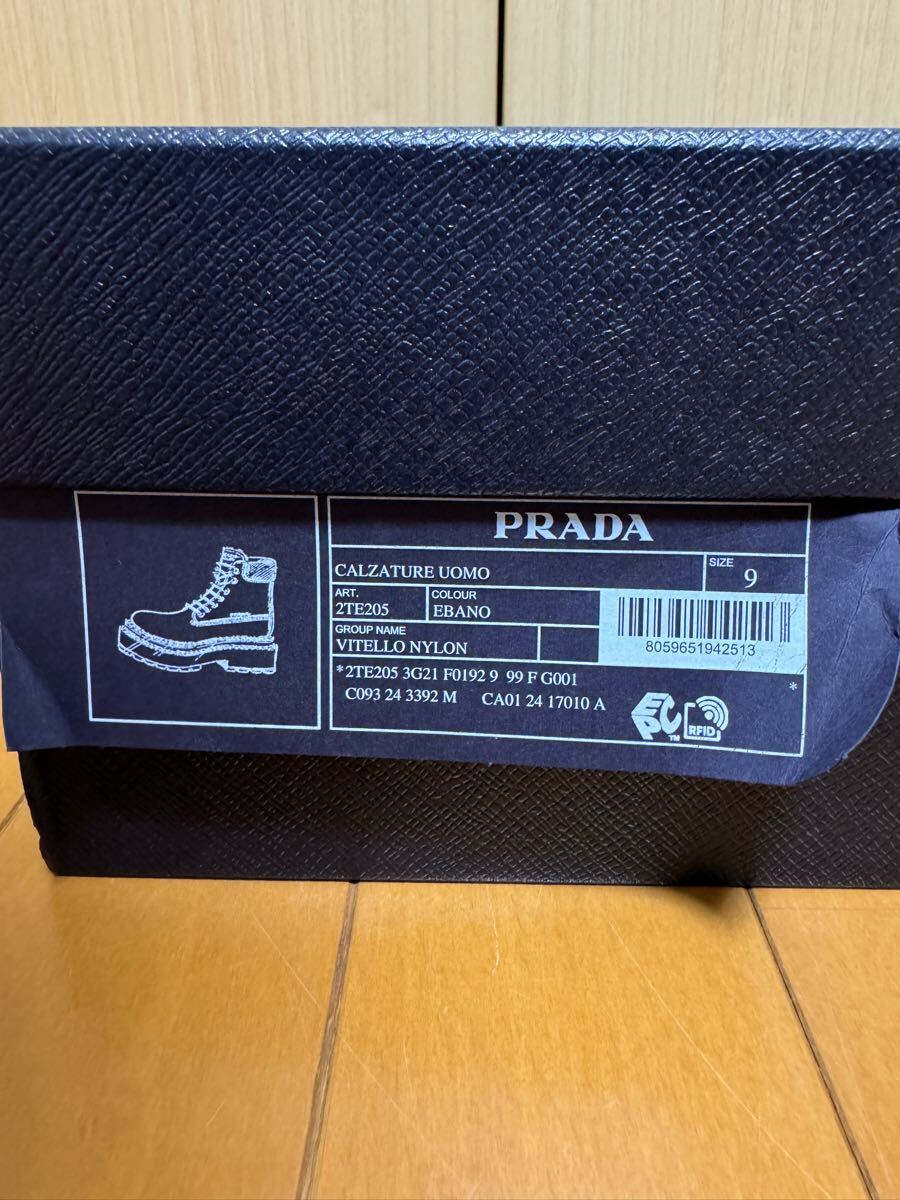 PRADA
CALZATURE UOMO
SIZE
9
ART.
2TE205
COLOUR
EBANO
GROUP NAME
VITELLO NYLON
8059651942513
*2TE205 3G21 F0192 9 99 F G001 *
C093 24 3392 M CA01 24 17010 A
EPC™
RFID